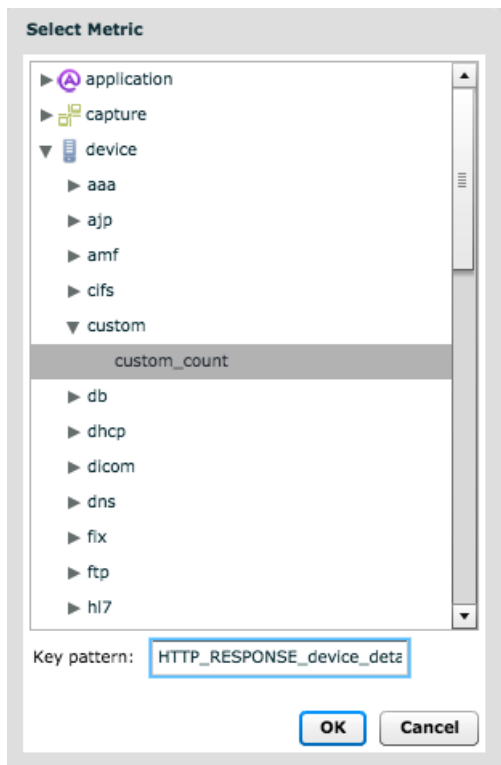 Select Metric
application
capture
device
aaa
ajp
amf
cifs
custom
custom_count
db
dhcp
dicom
dns
fix
ftp
hl7
Key pattern: HTTP_RESPONSE_device_deta
OK Cancel